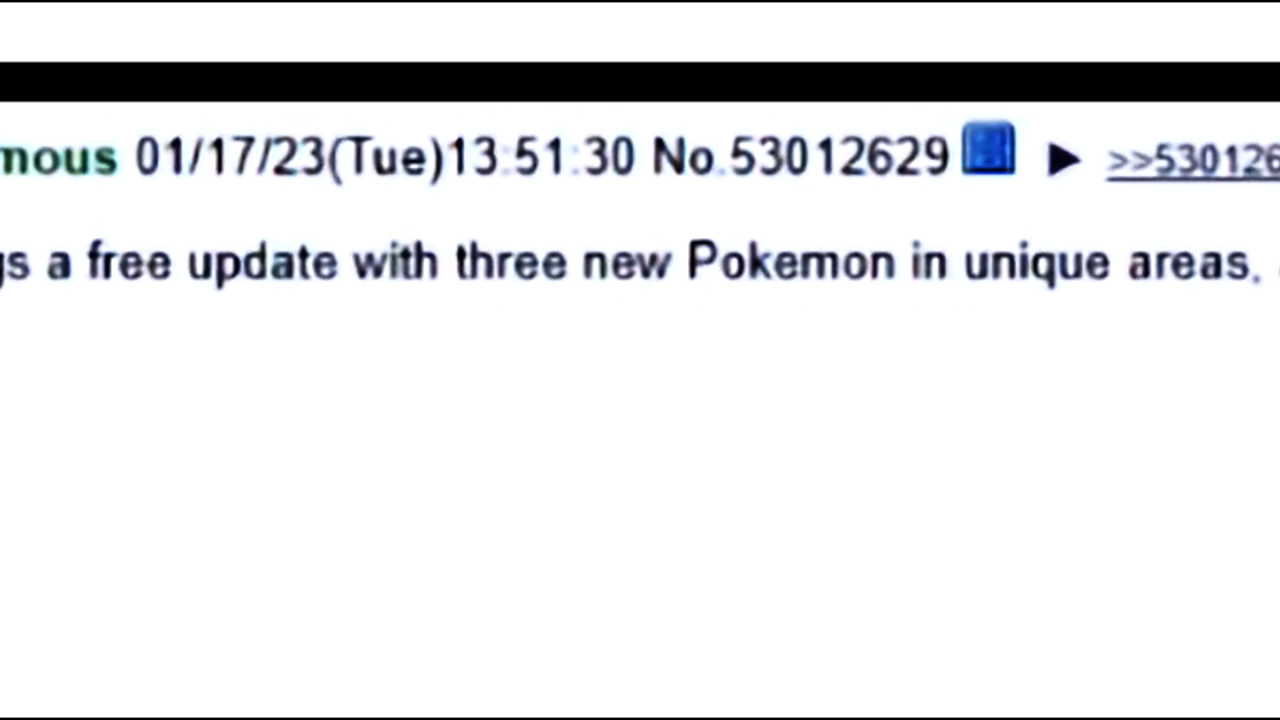 mous 01/17/23(Tue)13:51:30 No.53012629 ▶ >>530126
gs a free update with three new Pokemon in unique areas,